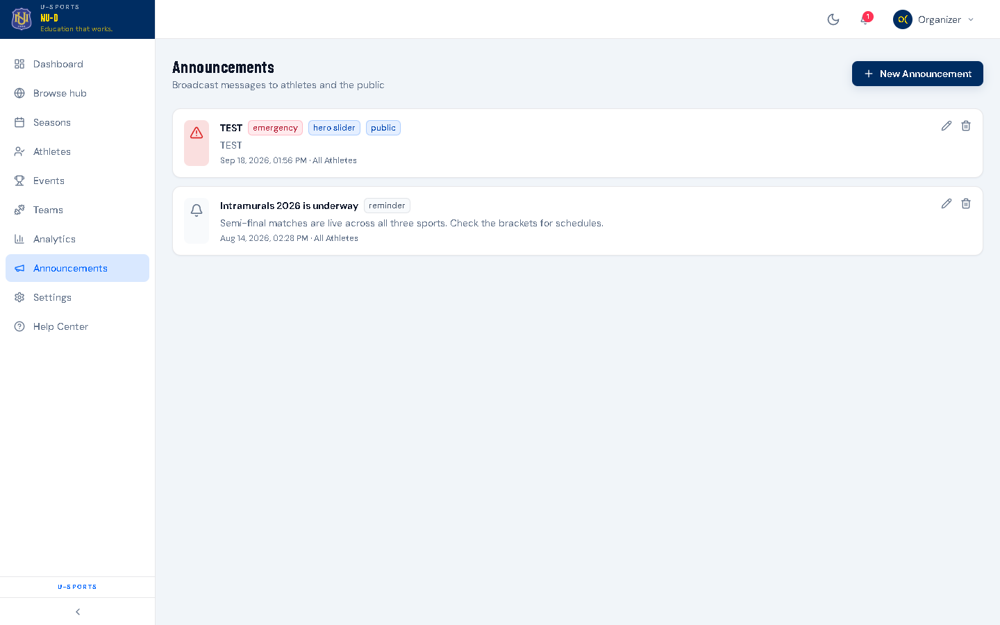 U-SPORTS
NU-D
Education that works.
1
O(
Organizer
Dashboard
Browse hub
Seasons
Athletes
Events
Teams
Analytics
Announcements
Settings
Help Center
U-SPORTS
Announcements
Broadcast messages to athletes and the public
New Announcement
TEST emergency hero slider public
TEST
Sep 18, 2026, 01:56 PM · All Athletes
Intramurals 2026 is underway reminder
Semi-final matches are live across all three sports. Check the brackets for schedules.
Aug 14, 2026, 02:28 PM · All Athletes